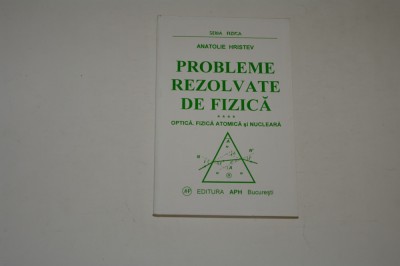 ANATOLIE HRISTEV
PROBLEME
REZOLVATE
DE FIZICĂ
****
OPTICĂ, FIZICĂ ATOMICĂ și NUCLEARĂ
EDITURA APH București